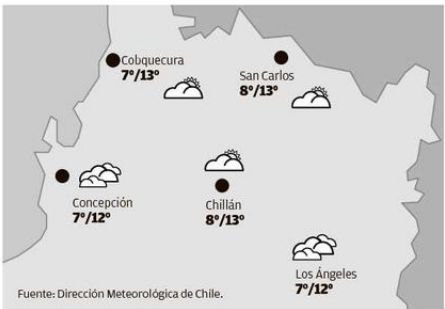 Cobquecura
7°/13°
San Carlos
8°/13°
Concepción
7°/12°
Chillán
8°/13°
Los Ángeles
7°/12°
Fuente: Dirección Meteorológica de Chile.